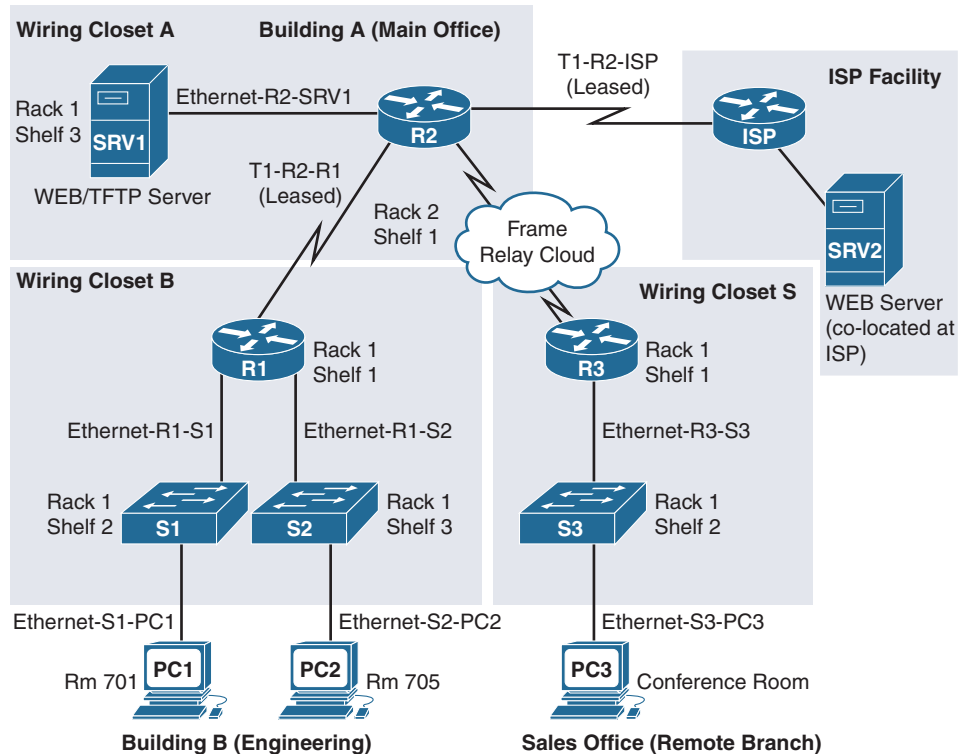 Wiring Closet A
Building A (Main Office)
T1-R2-ISP
(Leased)
ISP Facility
Rack 1
Shelf 3
SRV1
Ethernet-R2-SRV1
R2
ISP
WEB/TFTP Server
T1-R2-R1
(Leased)
Rack 2
Shelf 1
Frame
Relay Cloud
SRV2
WEB Server
(co-located at
ISP)
Wiring Closet B
Wiring Closet S
R1
Rack 1
Shelf 1
R3
Rack 1
Shelf 1
Ethernet-R1-S1
Ethernet-R1-S2
Ethernet-R3-S3
Rack 1
Shelf 2
S1
S2
Rack 1
Shelf 3
S3
Rack 1
Shelf 2
Ethernet-S1-PC1
Ethernet-S2-PC2
Ethernet-S3-PC3
Rm 701
PC1
PC2
Rm 705
PC3
Conference Room
Building B (Engineering)
Sales Office (Remote Branch)